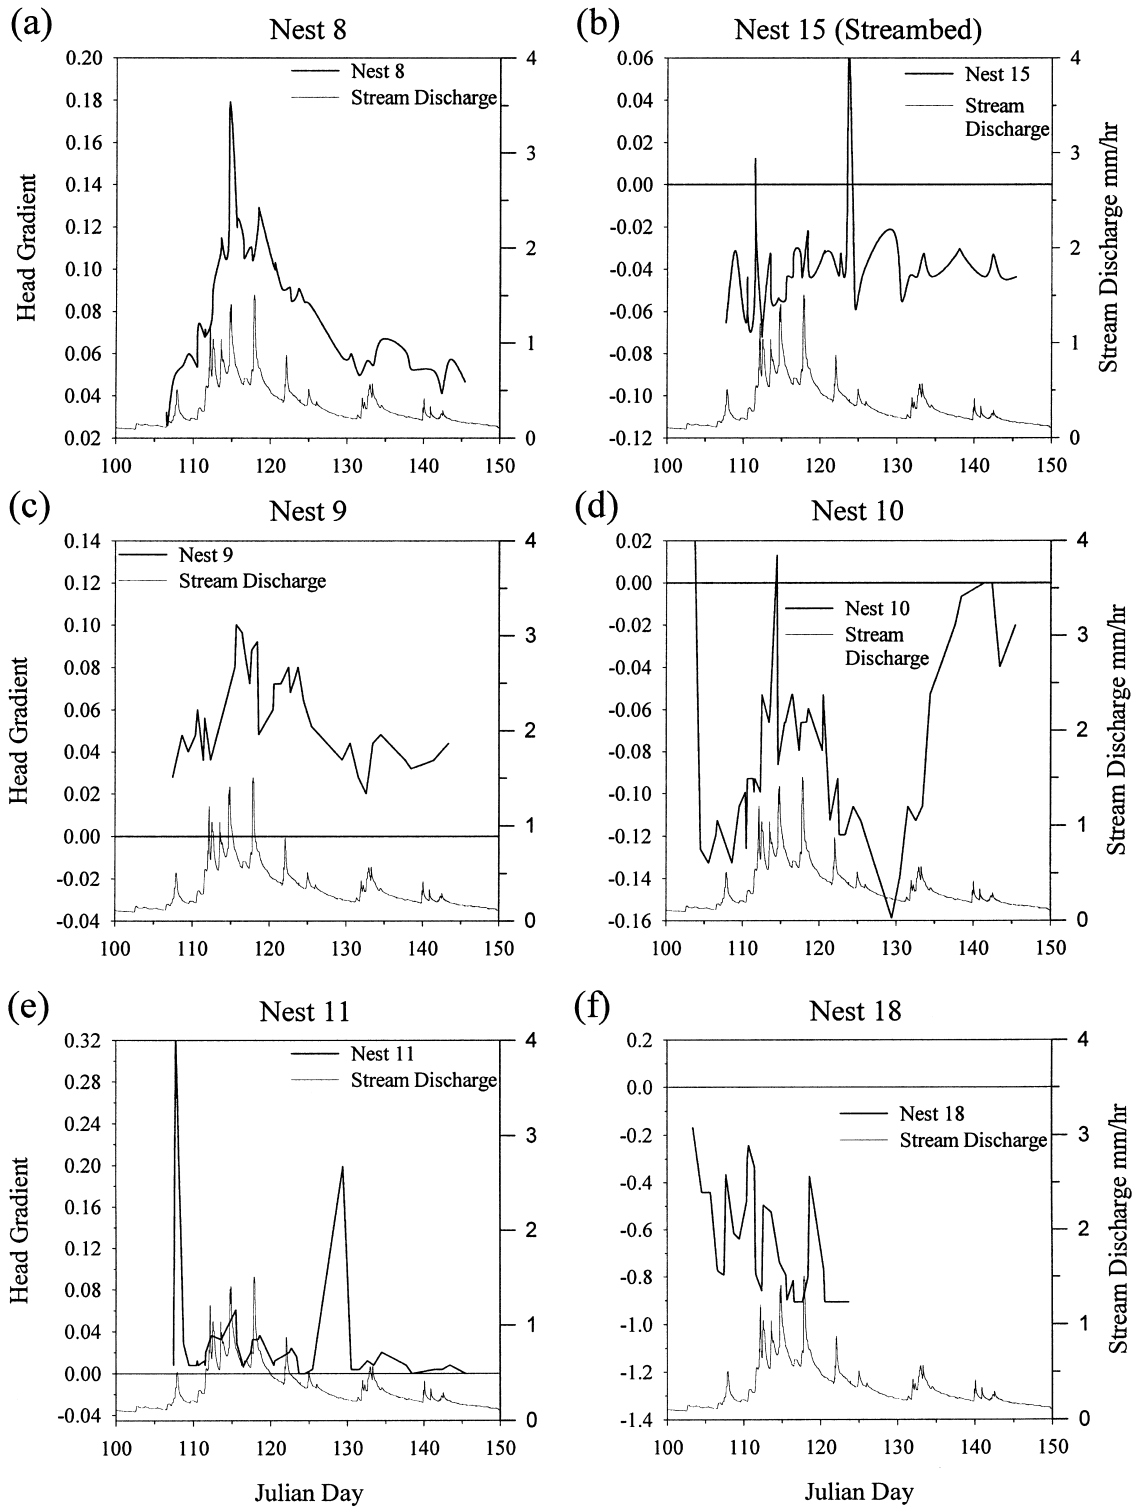 (a) Nest 8
0.20
0.18
0.16
0.14
0.12
0.10
0.08
0.06
0.04
0.02
Head Gradient
Nest 8
Stream Discharge
4
3
2
1
0
100 110 120 130 140 150
(b) Nest 15 (Streambed)
0.06
0.04
0.02
0.00
-0.02
-0.04
-0.06
-0.08
-0.10
-0.12
Nest 15
Stream
Discharge
4
3
2
1
0
Stream Discharge mm/hr
100 110 120 130 140 150
(c) Nest 9
0.14
0.12
0.10
0.08
0.06
0.04
0.02
0.00
-0.02
-0.04
Head Gradient
Nest 9
Stream Discharge
4
3
2
1
0
100 110 120 130 140 150
(d) Nest 10
0.02
0.00
-0.02
-0.04
-0.06
-0.08
-0.10
-0.12
-0.14
-0.16
Nest 10
Stream
Discharge
4
3
2
1
0
Stream Discharge mm/hr
100 110 120 130 140 150
(e) Nest 11
0.32
0.28
0.24
0.20
0.16
0.12
0.08
0.04
0.00
-0.04
Head Gradient
Nest 11
Stream Discharge
4
3
2
1
0
100 110 120 130 140 150
Julian Day
(f) Nest 18
0.2
0.0
-0.2
-0.4
-0.6
-0.8
-1.0
-1.2
-1.4
Nest 18
Stream Discharge
4
3
2
1
0
Stream Discharge mm/hr
100 110 120 130 140 150
Julian Day